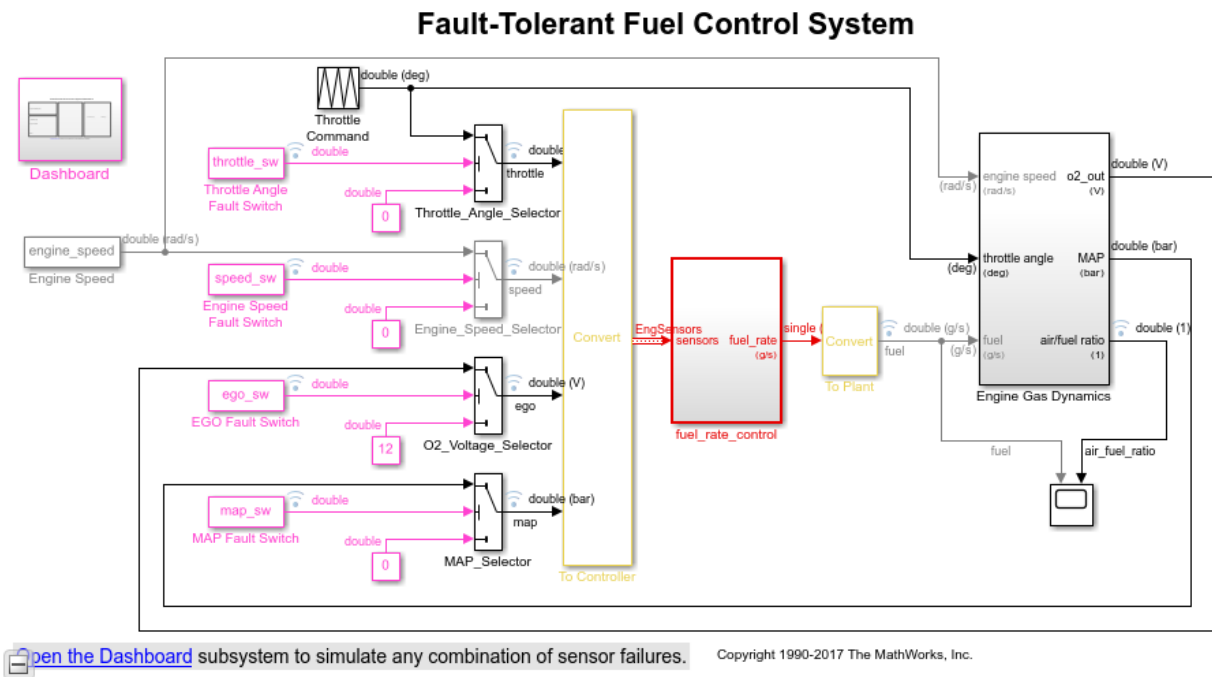 Fault-Tolerant Fuel Control System
double (deg)
Throttle
Command
Dashboard
throttle_sw
double
Throttle Angle
Fault Switch
double
0
double
throttle
Throttle_Angle_Selector
engine_speed
double (rad/s)
Engine Speed
speed_sw
double
Engine Speed
Fault Switch
double
0
double (rad/s)
speed
Engine_Speed_Selector
ego_sw
double
EGO Fault Switch
double
12
double (V)
ego
O2_Voltage_Selector
map_sw
double
MAP Fault Switch
double
0
double (bar)
map
MAP_Selector
Convert
To Controller
EngSensors
sensors
fuel_rate
(g/s)
fuel_rate_control
single (
Convert
To Plant
double (g/s)
fuel
(g/s)
(rad/s)
engine speed
(rad/s)
o2_out
(V)
double (V)
(deg)
throttle angle
(deg)
MAP
(bar)
double (bar)
fuel
(g/s)
air/fuel ratio
(1)
double (1)
Engine Gas Dynamics
fuel
air_fuel_ratio
Open the Dashboard subsystem to simulate any combination of sensor failures.
Copyright 1990-2017 The MathWorks, Inc.